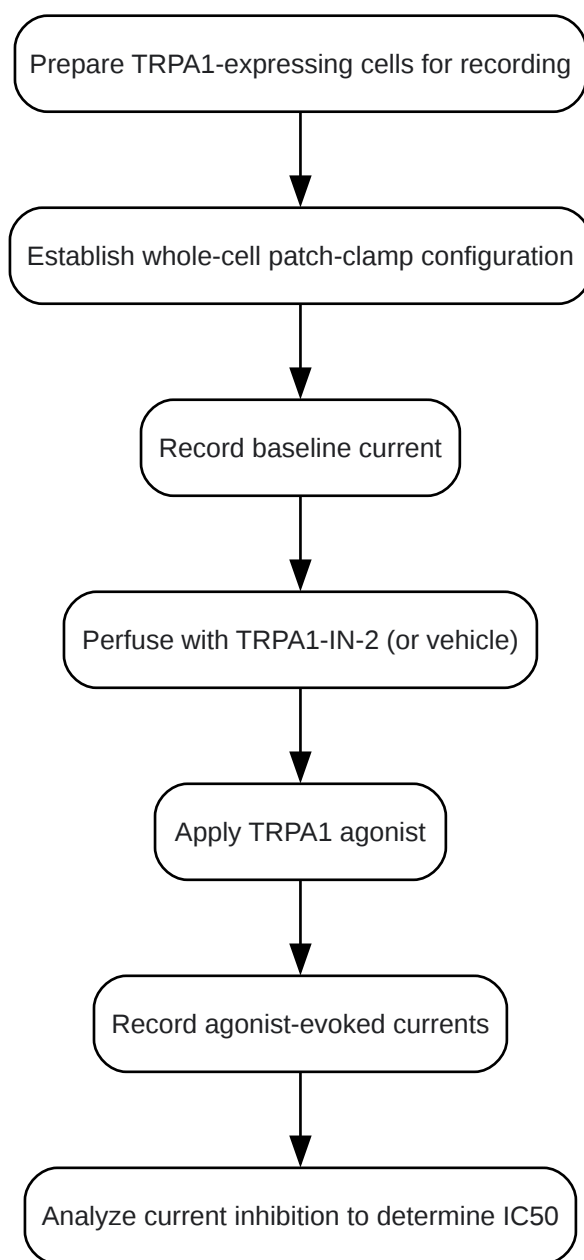 Prepare TRPA1-expressing cells for recording
Establish whole-cell patch-clamp configuration
Record baseline current
Perfuse with TRPA1-IN-2 (or vehicle)
Apply TRPA1 agonist
Record agonist-evoked currents
Analyze current inhibition to determine IC50